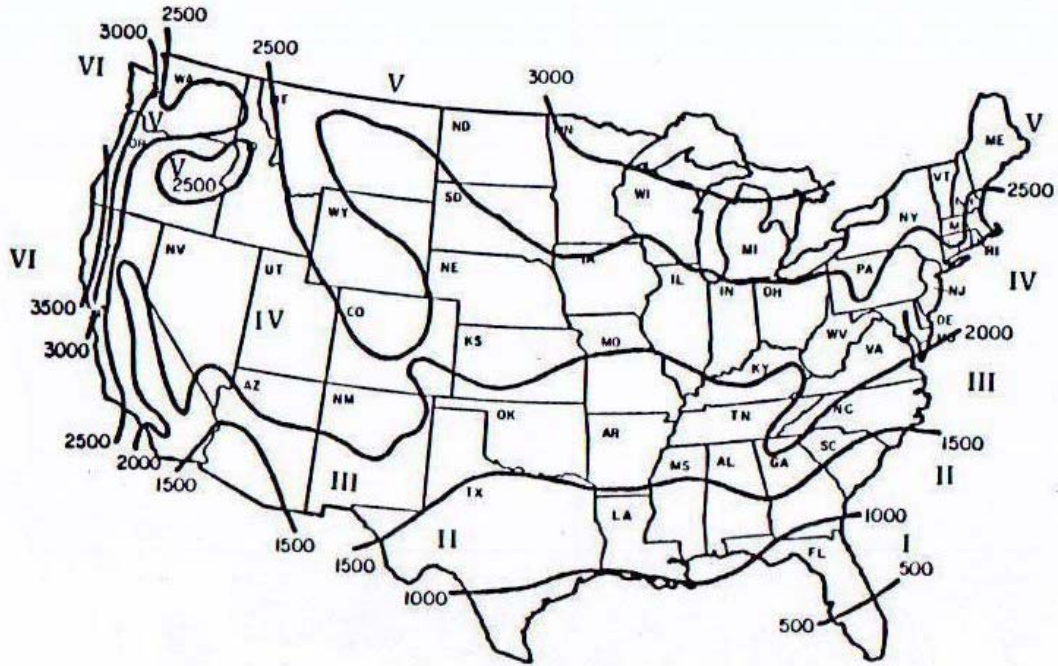 2500
3000
VI
WA
V
2500
V
3000
ND
MN
ME
V
V
2500
WI
VT
NY
2500
SD
WY
MI
VI
NV
NE
IA
PA
RI
UT
IL
IN
OH
NJ
IV
IV
CO
3500
DE
2000
WV
3000
KS
MO
VA
KY
III
AZ
NM
OK
TN
NC
2500
AR
SC
1500
2000
MS
AL
GA
1500
III
TX
II
LA
1000
1500
1500
II
I
FL
500
1000
500